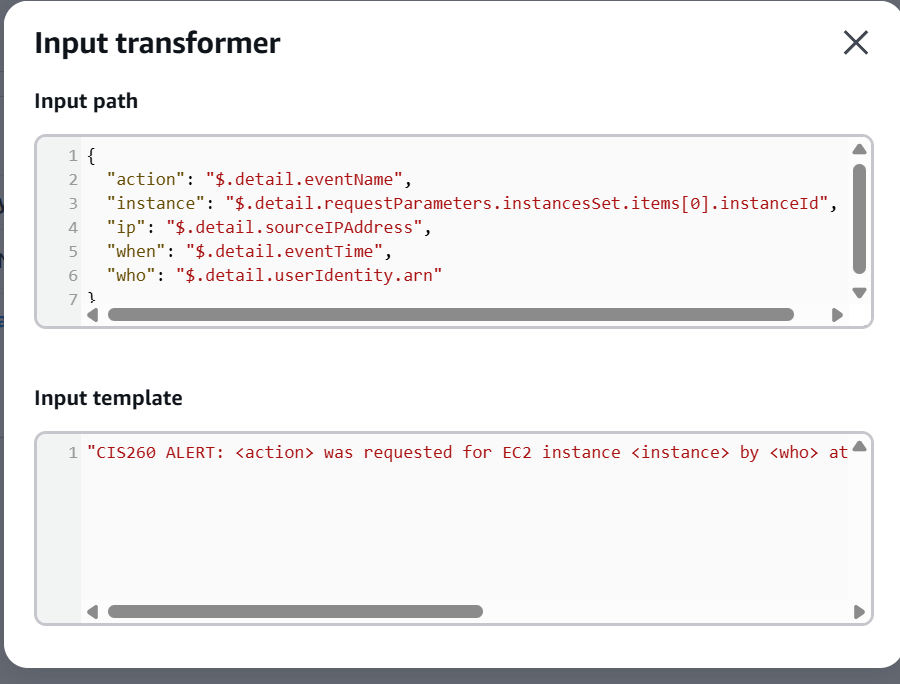 Input transformer
Input path
1 {
2   "action": "$.detail.eventName",
3   "instance": "$.detail.requestParameters.instancesSet.items[0].instanceId",
4   "ip": "$.detail.sourceIPAddress",
5   "when": "$.detail.eventTime",
6   "who": "$.detail.userIdentity.arn"
7 }
Input template
1 "CIS260 ALERT: <action> was requested for EC2 instance <instance> by <who> at